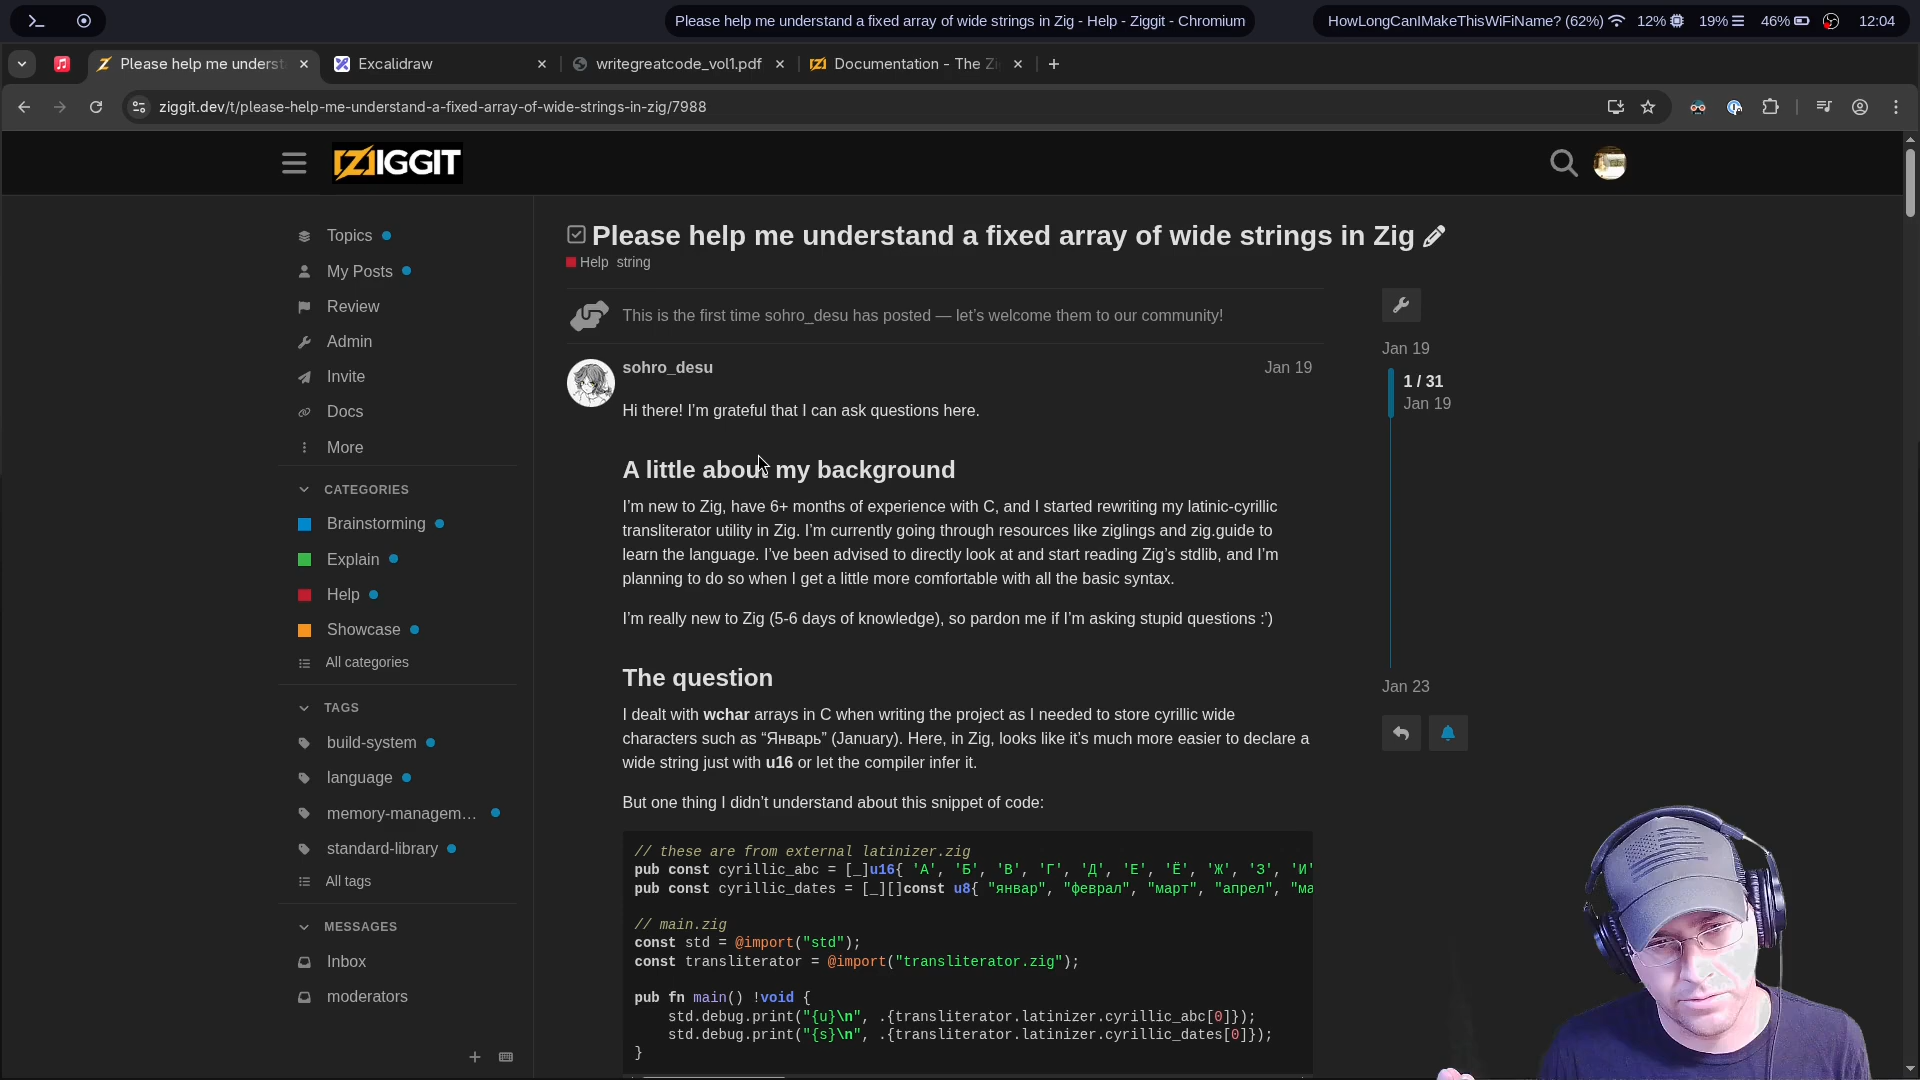 Please help me understand a fixed array of wide strings in Zig - Help - Ziggit - Chromium
HowLongCanIMakeThisWiFiName? (62%) 12% 19% 46% 12:04
Please help me underst
Excalidraw
writegreatcode_vol1.pdf
Documentation - The Zi
ziggit.dev/t/please-help-me-understand-a-fixed-array-of-wide-strings-in-zig/7988
ZIGGIT
Topics
My Posts
Review
Admin
Invite
Docs
More
CATEGORIES
Brainstorming
Explain
Help
Showcase
All categories
TAGS
build-system
language
memory-managem…
standard-library
All tags
MESSAGES
Inbox
moderators
Please help me understand a fixed array of wide strings in Zig
Help string
This is the first time sohro_desu has posted — let’s welcome them to our community!
sohro_desu
Jan 19
Hi there! I’m grateful that I can ask questions here.
A little about my background
I’m new to Zig, have 6+ months of experience with C, and I started rewriting my latinic-cyrillic
transliterator utility in Zig. I’m currently going through resources like ziglings and zig.guide to
learn the language. I’ve been advised to directly look at and start reading Zig’s stdlib, and I’m
planning to do so when I get a little more comfortable with all the basic syntax.
I’m really new to Zig (5-6 days of knowledge), so pardon me if I’m asking stupid questions :’)
The question
I dealt with wchar arrays in C when writing the project as I needed to store cyrillic wide
characters such as “Январь” (January). Here, in Zig, looks like it’s much more easier to declare a
wide string just with u16 or let the compiler infer it.
But one thing I didn’t understand about this snippet of code:
// these are from external latinizer.zig
pub const cyrillic_abc = [_]u16{ 'А', 'Б', 'В', 'Г', 'Д', 'Е', 'Ё', 'Ж', 'З', 'И'
pub const cyrillic_dates = [_][]const u8{ "январ", "феврал", "март", "апрел", "ма
// main.zig
const std = @import("std");
const transliterator = @import("transliterator.zig");
pub fn main() !void {
std.debug.print("{u}\n", .{transliterator.latinizer.cyrillic_abc[0]});
std.debug.print("{s}\n", .{transliterator.latinizer.cyrillic_dates[0]});
}
Jan 19
1 / 31
Jan 19
Jan 23